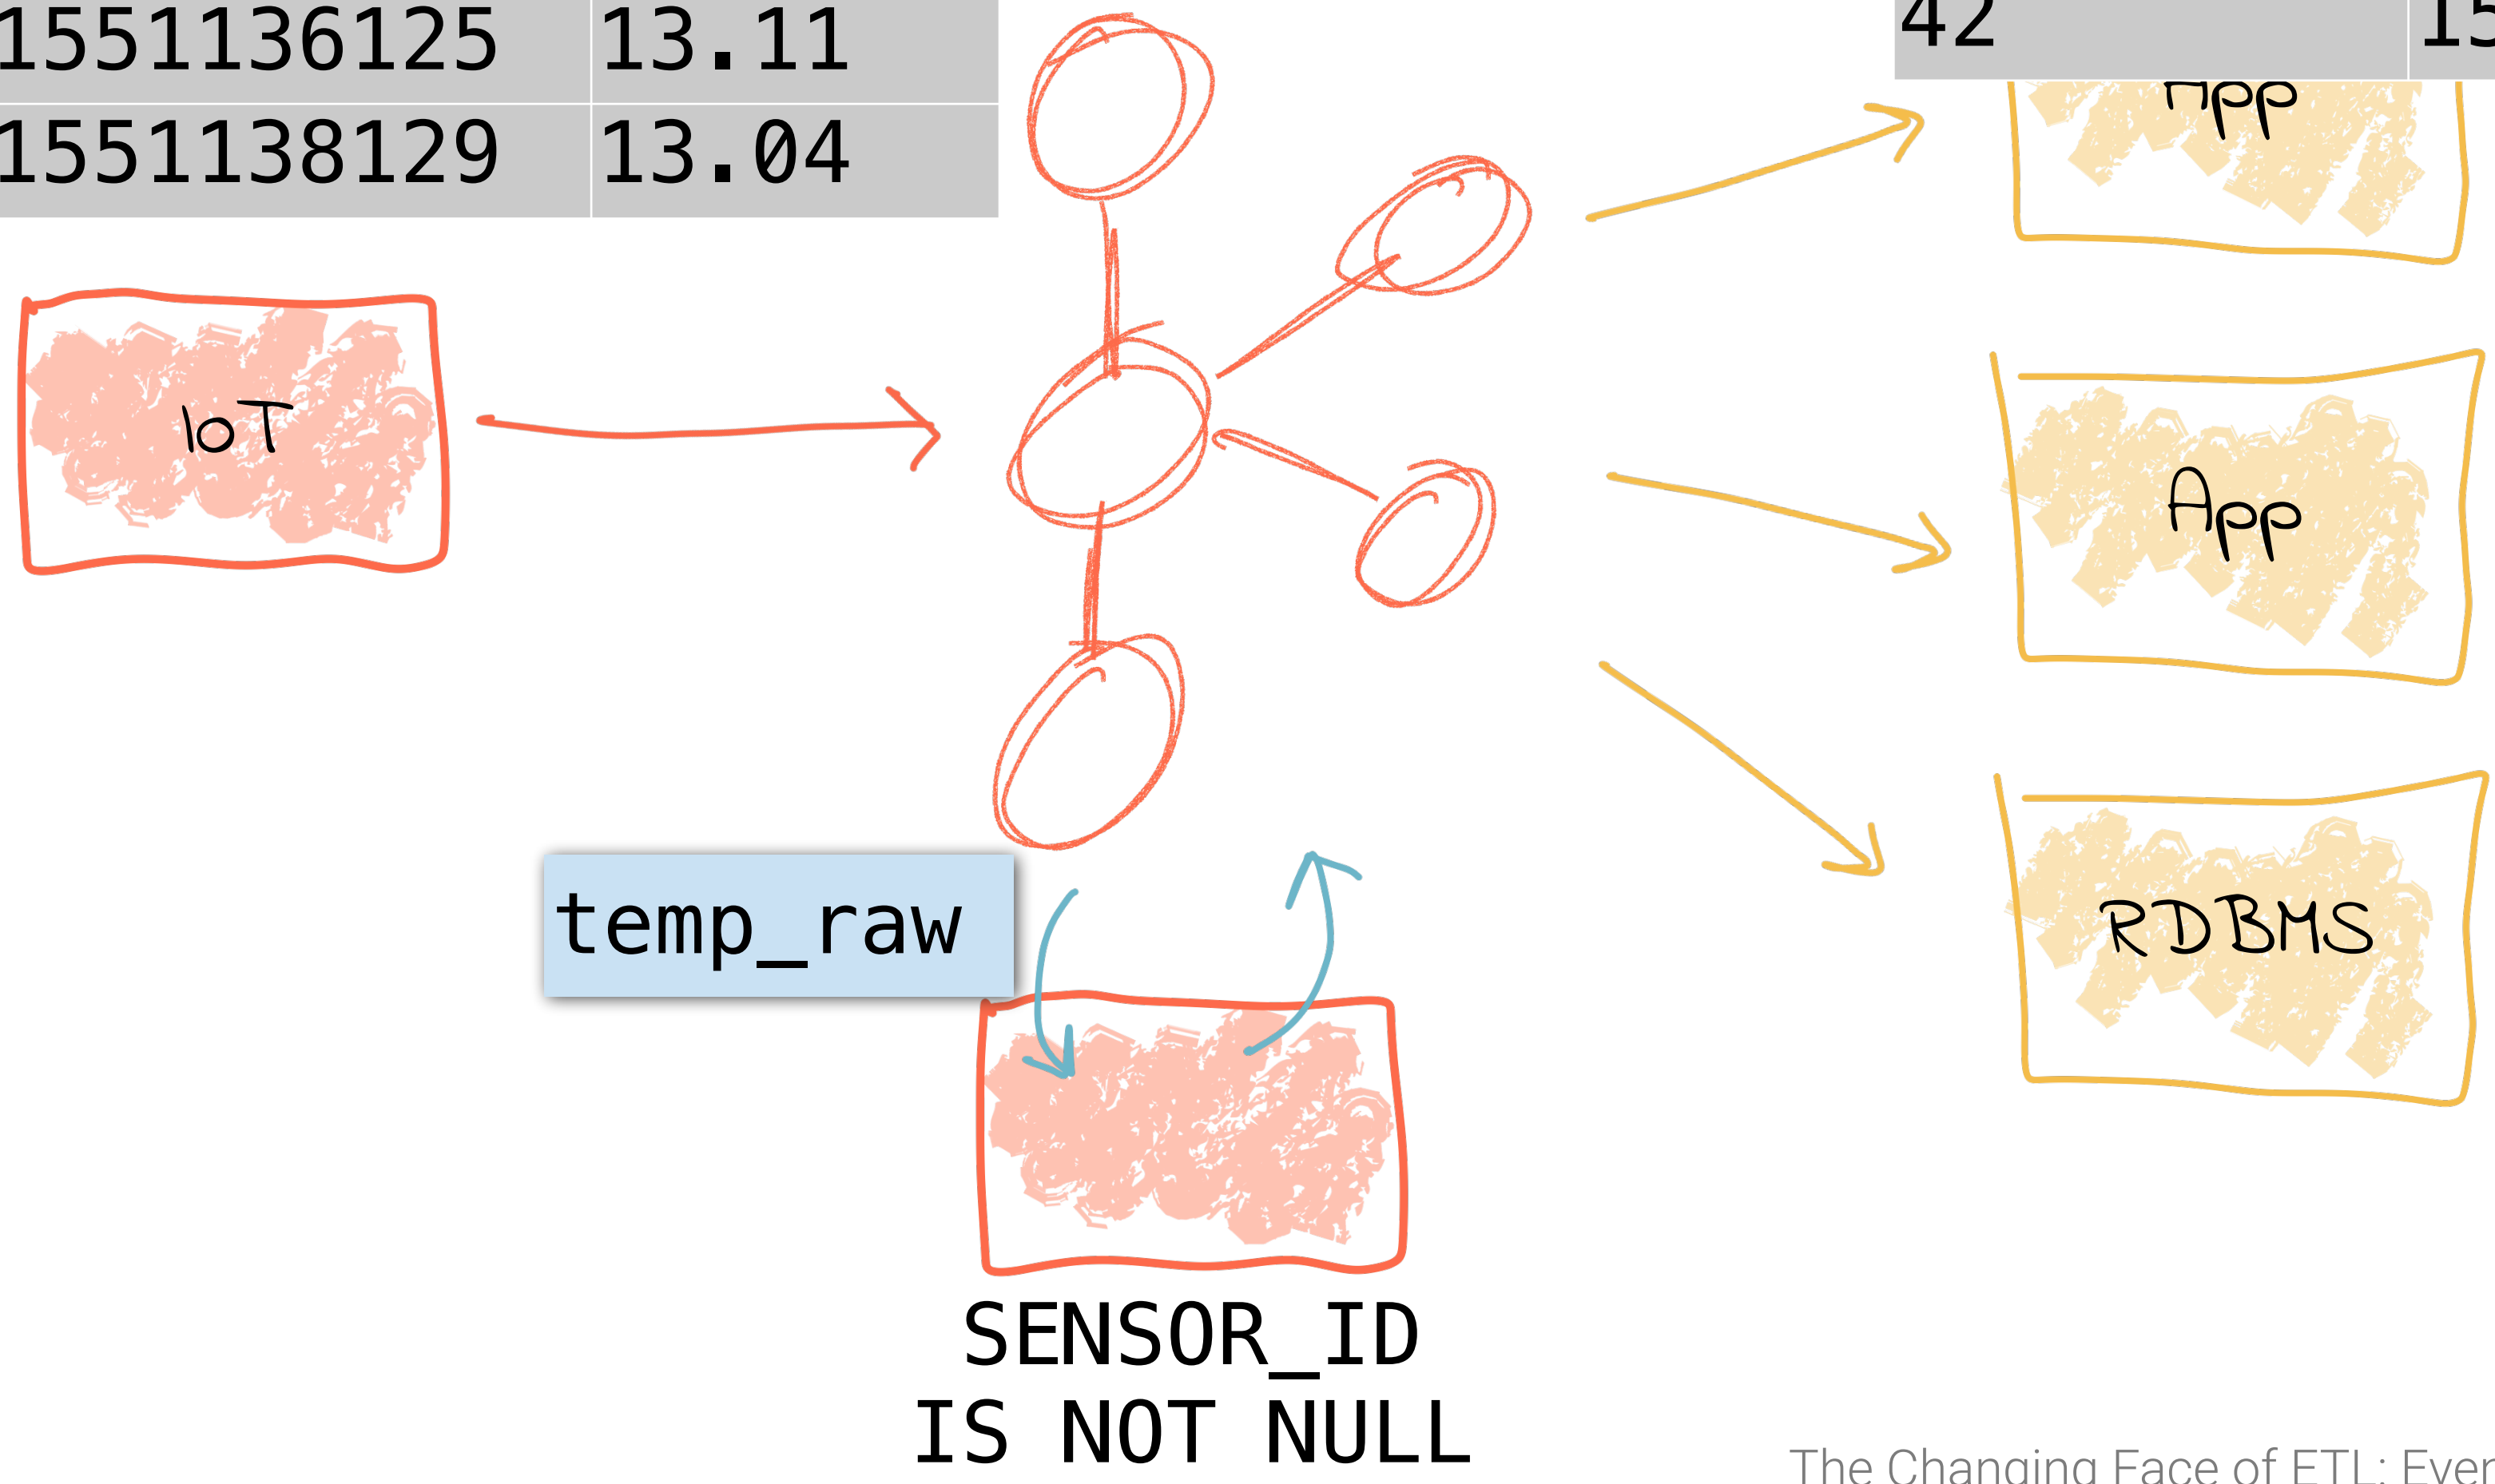 1551136125 13.11
1551138129 13.04
42
App
IoT
App
temp_raw
RDBMS
SENSOR_ID
IS NOT NULL
The Changing Face of ETL: